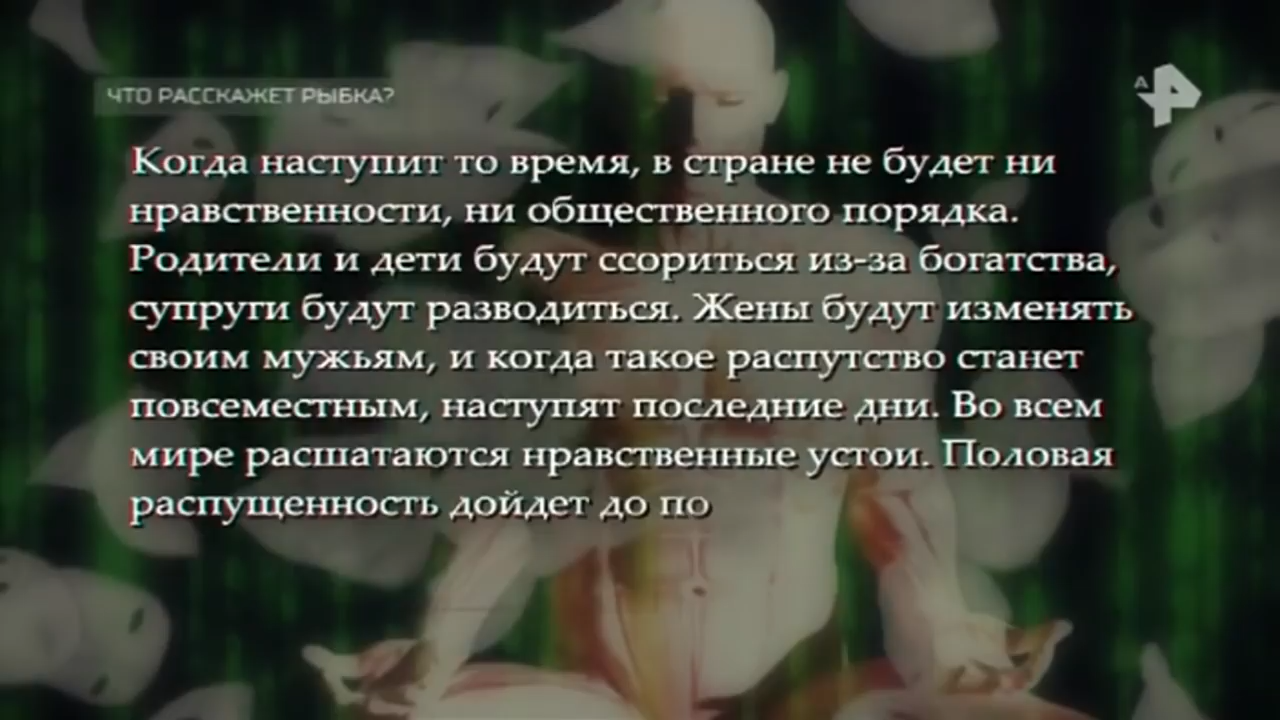 ЧТО РАССКАЖЕТ РЫБКА?
Когда наступит то время, в стране не будет ни
нравственности, ни общественного порядка.
Родители и дети будут ссориться из-за богатства,
супруги будут разводиться. Жены будут изменять
своим мужьям, и когда такое распутство станет
повсеместным, наступят последние дни. Во всем
мире расшатаются нравственные устои. Половая
распущенность дойдет до по